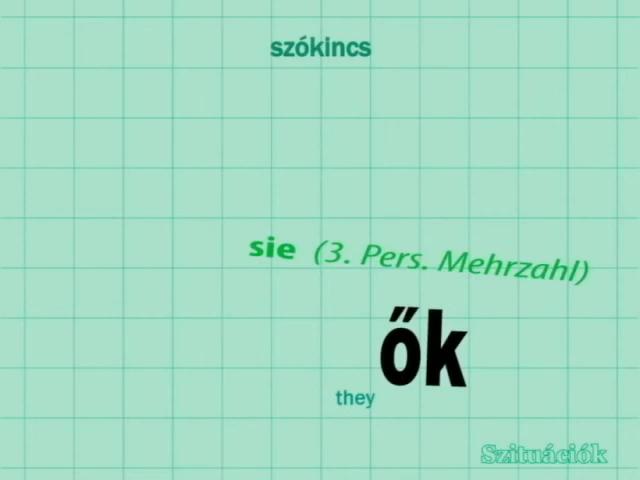 szókincs
sie (3. Pers. Mehrzahl)
ők
they
Szituációk